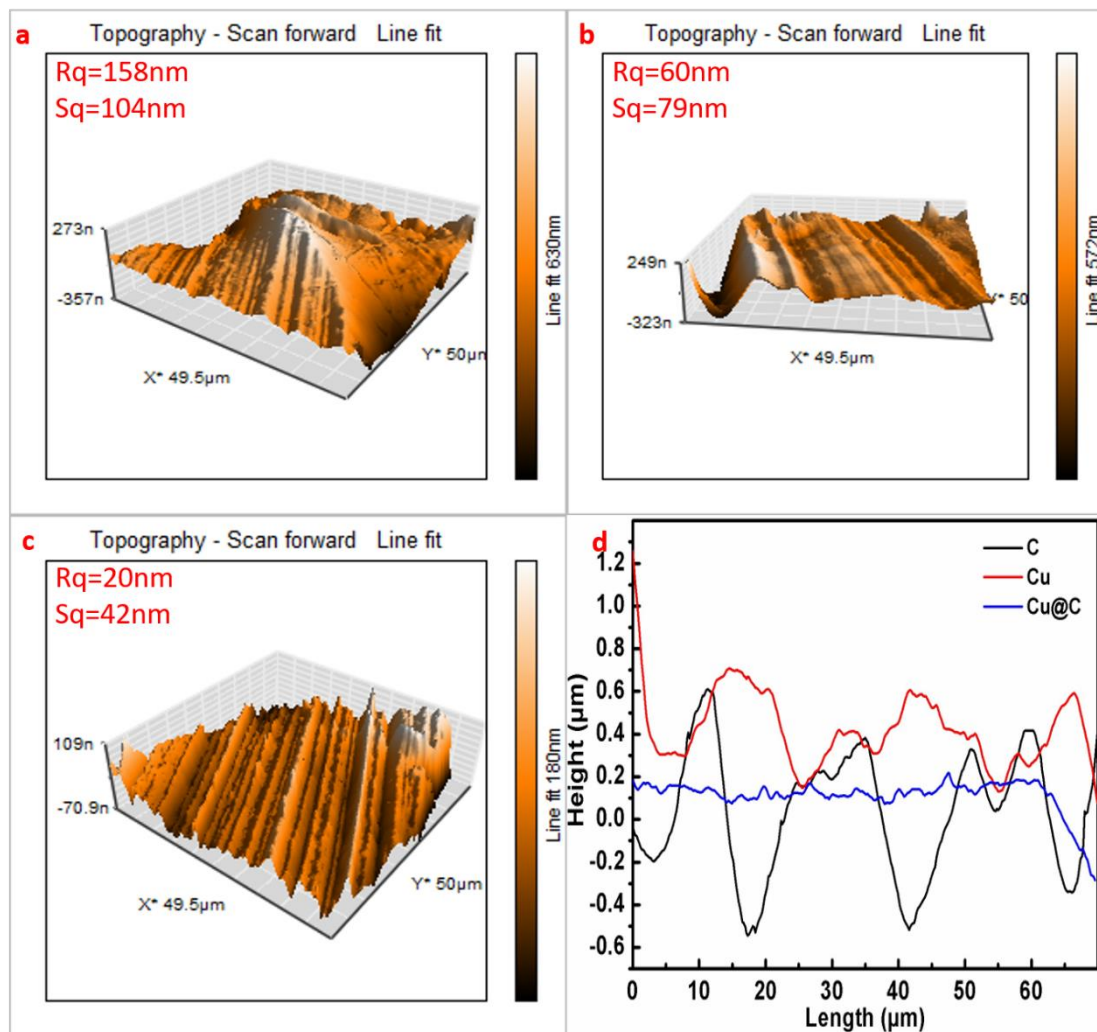 a
Topography - Scan forward Line fit
Rq=158nm
Sq=104nm
273n
-357n
X* 49.5µm
Y* 50µm
Line fit 630nm
b
Topography - Scan forward Line fit
Rq=60nm
Sq=79nm
249n
-323n
X* 49.5µm
Y* 50
Line fit 572nm
c
Topography - Scan forward Line fit
Rq=20nm
Sq=42nm
109n
-70.9n
X* 49.5µm
Y* 50µm
Line fit 180nm
d
C
Cu
Cu@C
Height (µm)
1.2
1.0
0.8
0.6
0.4
0.2
0.0
-0.2
-0.4
-0.6
0 10 20 30 40 50 60
Length (µm)